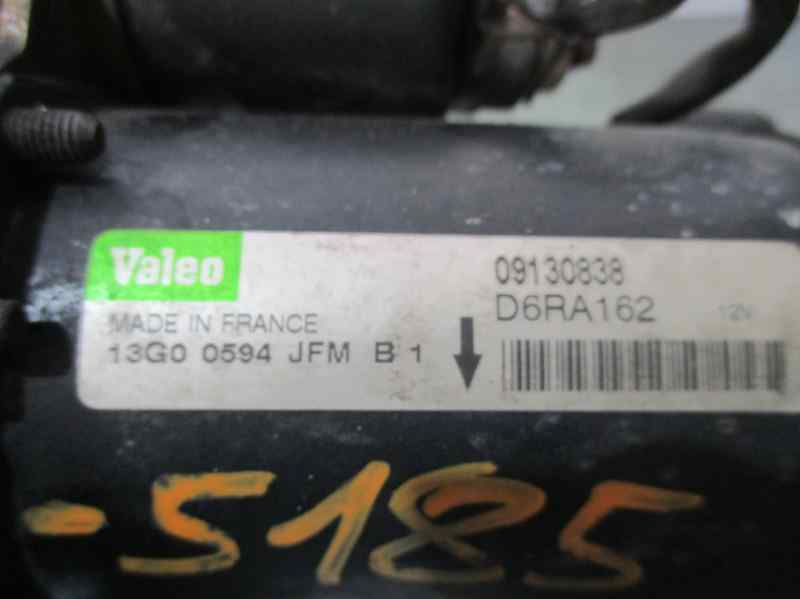 Valeo
MADE IN FRANCE
13G0 0594 JFM B 1
09130838
D6RA162 12V
-5185